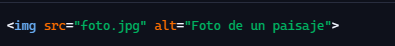 <img src="foto.jpg" alt="Foto de un paisaje">